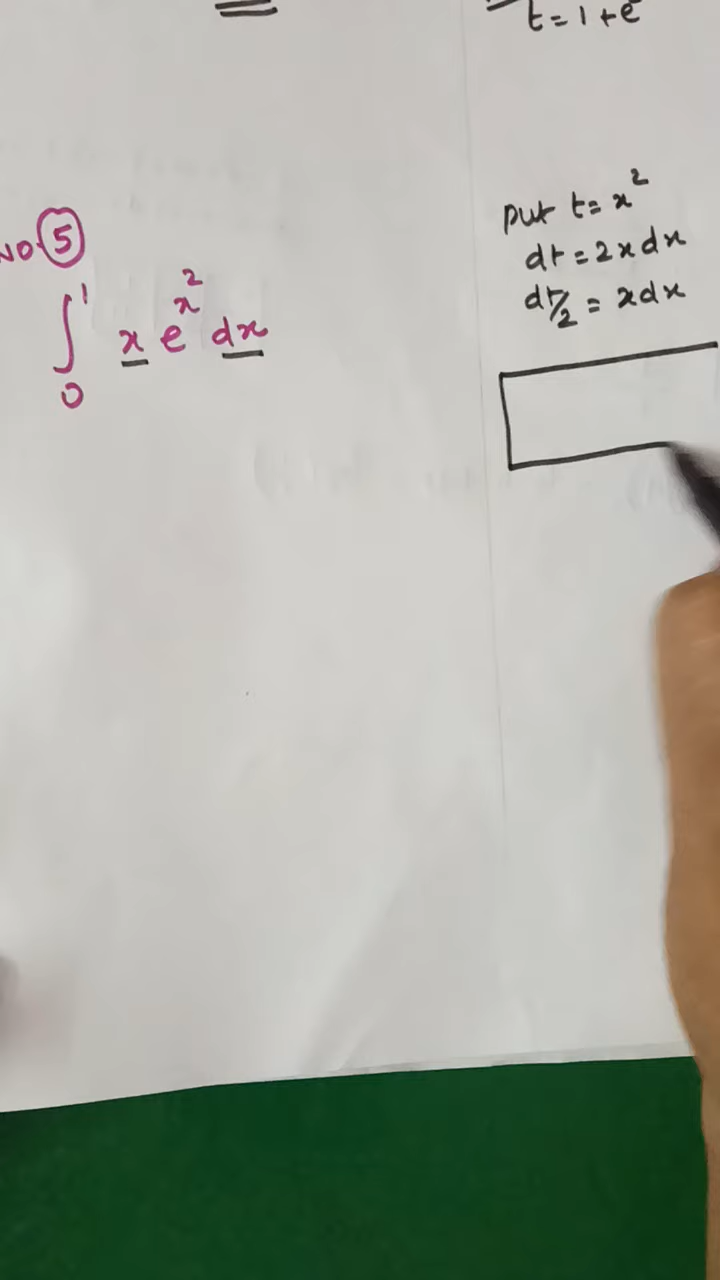 t = 1 + e
NO. 5
∫₀¹ x e^x² dx
put t = x²
dt = 2x dx
dt/2 = x dx